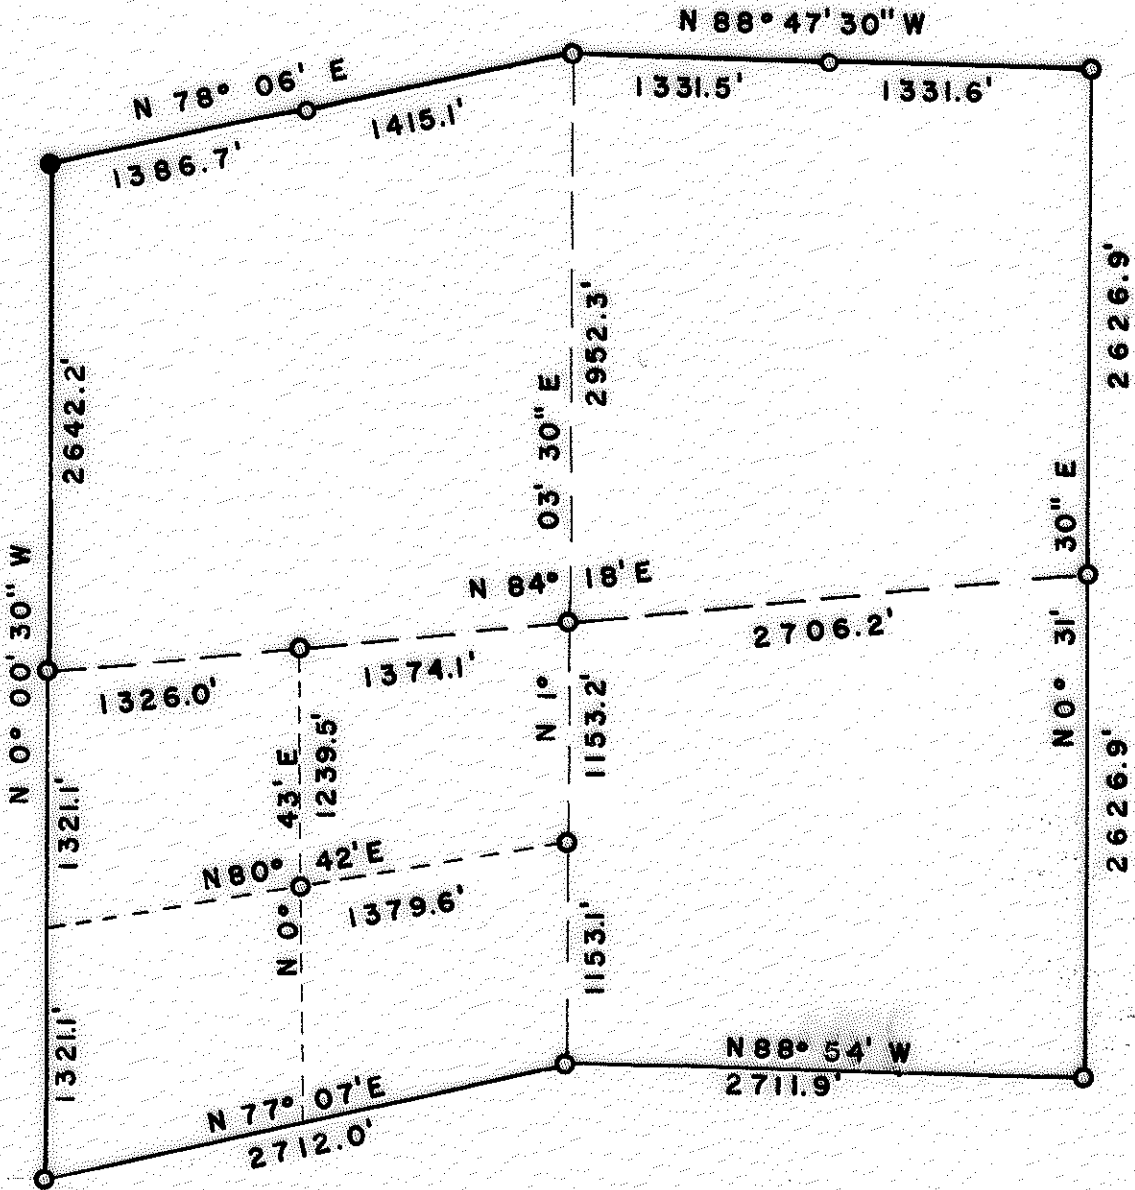 N 88° 47' 30" W
N 78° 06' E
1331.5'
1331.6'
1415.1'
1386.7'
2626.9'
2952.3'
2642.2'
N 1° 03' 30" E
N 0° 31' 30" E
N 84° 18' E
N 0° 00' 30" W
2706.2'
1374.1'
1326.0'
1153.2'
1239.5'
N 0° 43' E
2626.9'
1321.1'
N 80° 42' E
1379.6'
1153.1'
1321.1'
N 88° 54' W
2711.9'
N 77° 07' E
2712.0'